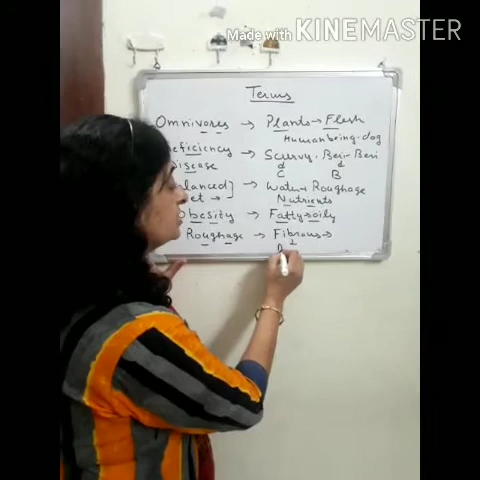 Made with KINEMASTER
Terms
Omnivores → Plants → Flesh
Human being. dog
eficiency → Scurvy. Beri-Beri
isease C B
lanced] → Water → Roughage
et → Nutrients
besity → Fatty → oily
Roughage → Fibrous →